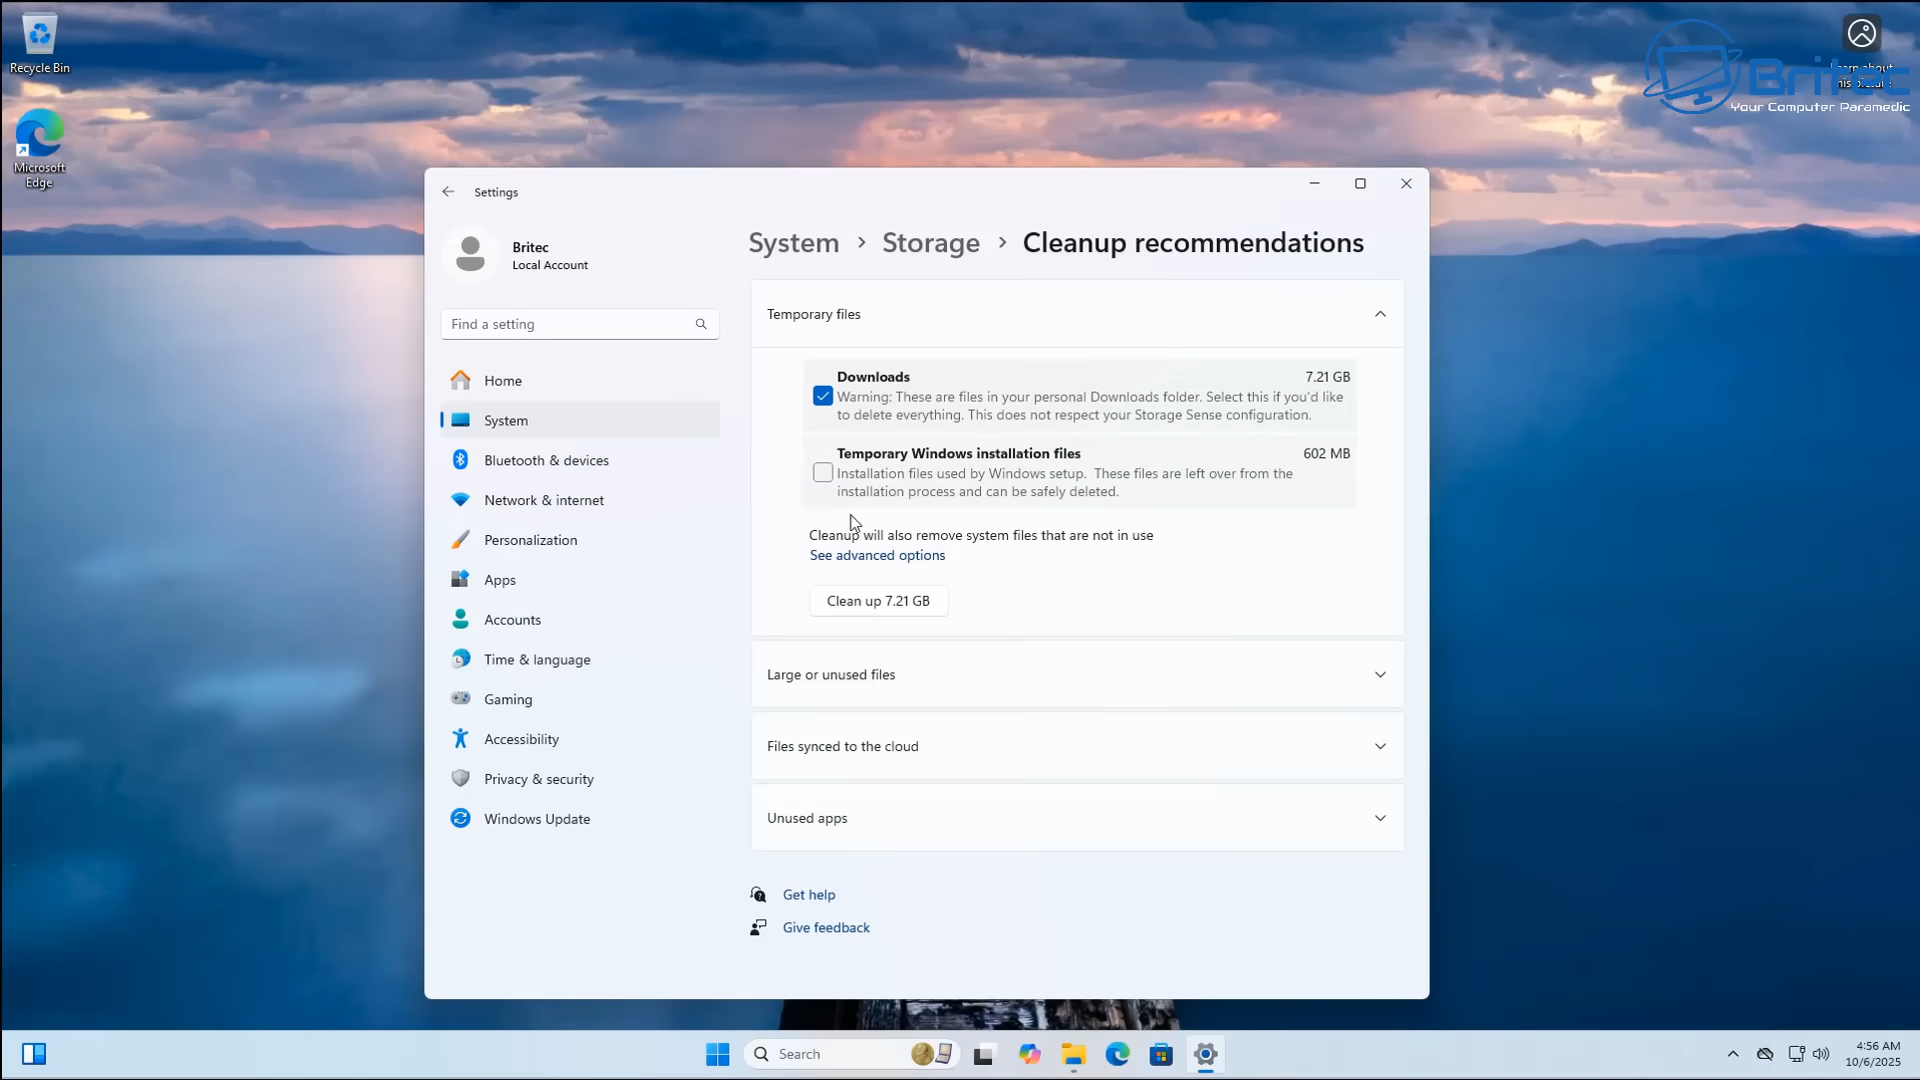 Recycle Bin
Microsoft
Edge
Britec
Your Computer Paramedic
Settings
Britec
Local Account
Find a setting
Home
System
Bluetooth & devices
Network & internet
Personalization
Apps
Accounts
Time & language
Gaming
Accessibility
Privacy & security
Windows Update
System > Storage > Cleanup recommendations
Temporary files
Downloads 7.21 GB
Warning: These are files in your personal Downloads folder. Select this if you'd like
to delete everything. This does not respect your Storage Sense configuration.
Temporary Windows installation files 602 MB
Installation files used by Windows setup.  These files are left over from the
installation process and can be safely deleted.
Cleanup will also remove system files that are not in use
See advanced options
Clean up 7.21 GB
Large or unused files
Files synced to the cloud
Unused apps
Get help
Give feedback
Search
4:56 AM
10/6/2025